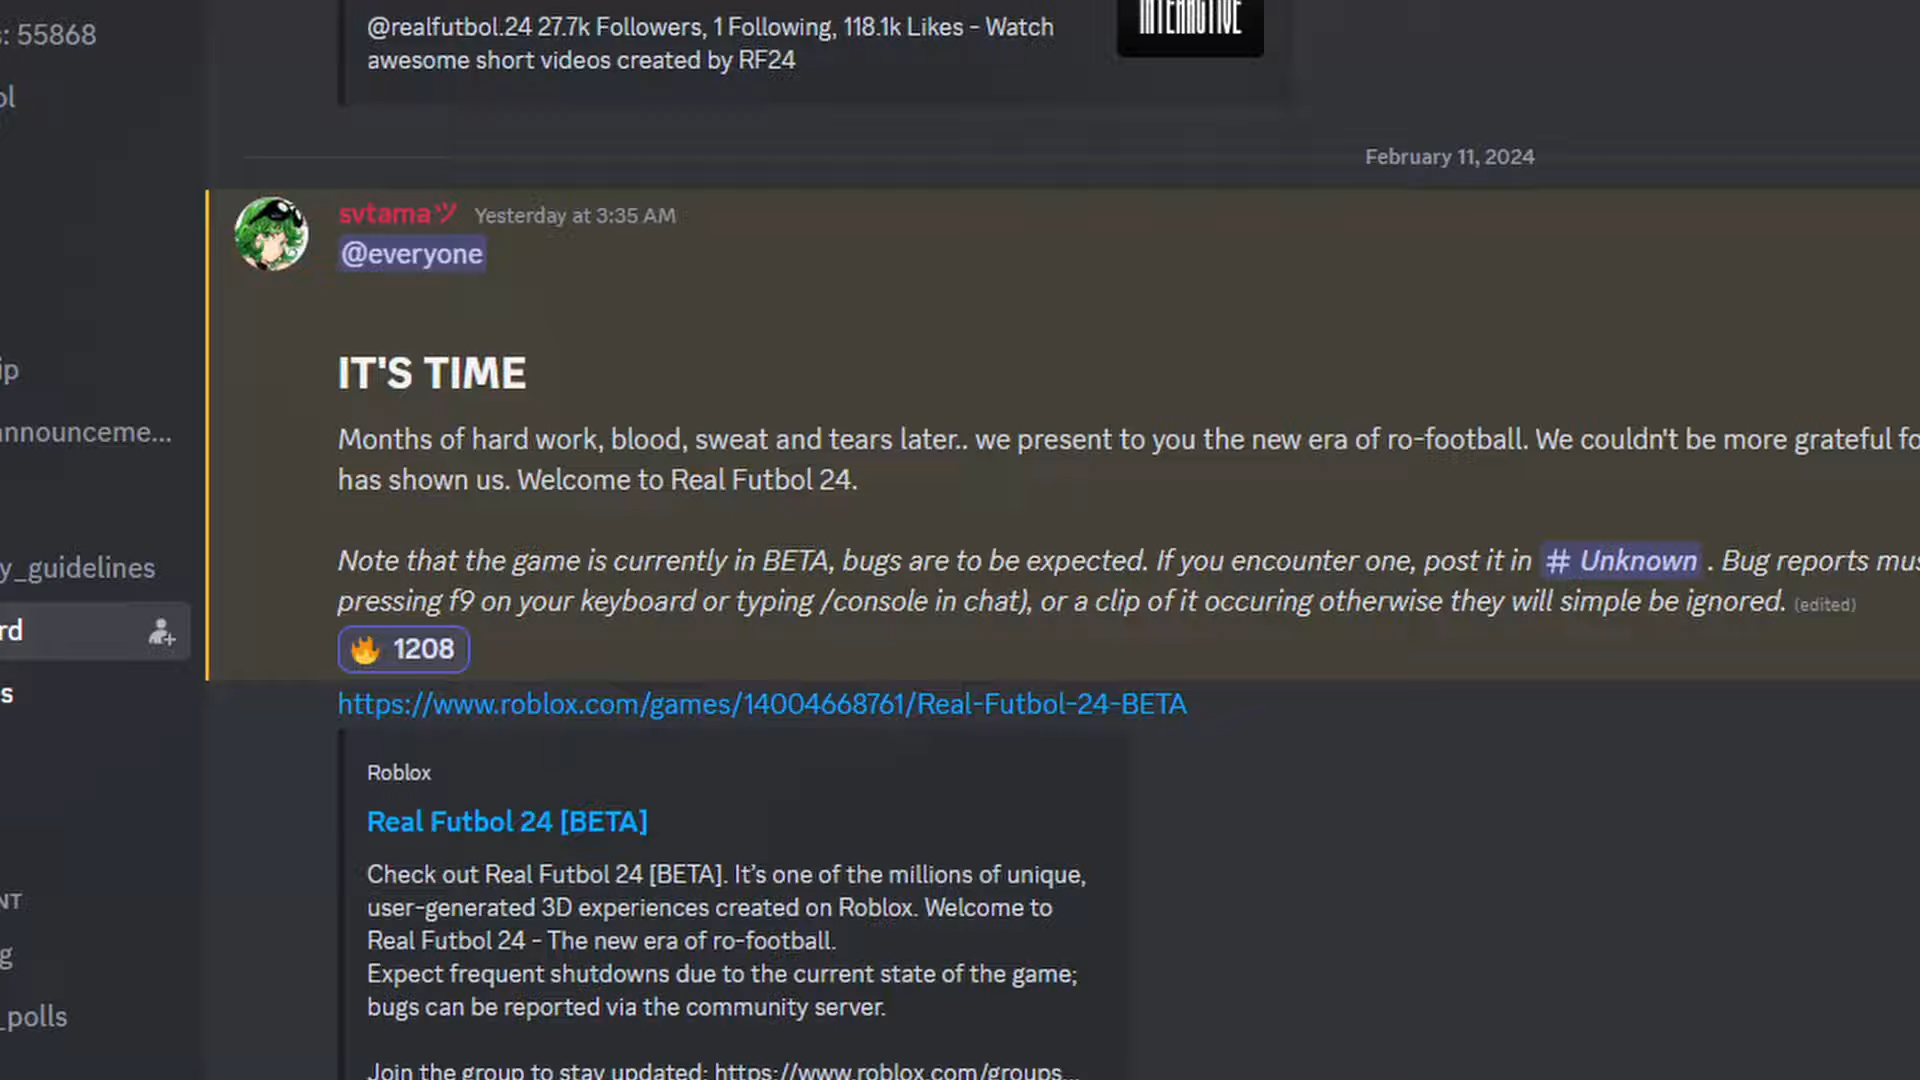 : 55868
ol
ip
announceme...
y_guidelines
rd
s
NT
g
_polls
@realfutbol.24 27.7k Followers, 1 Following, 118.1k Likes - Watch
awesome short videos created by RF24
INTERACTIVE
February 11, 2024
svtamaツ Yesterday at 3:35 AM
@everyone
IT'S TIME
Months of hard work, blood, sweat and tears later.. we present to you the new era of ro-football. We couldn't be more grateful fo
has shown us. Welcome to Real Futbol 24.
Note that the game is currently in BETA, bugs are to be expected. If you encounter one, post it in # Unknown . Bug reports mus
pressing f9 on your keyboard or typing /console in chat), or a clip of it occuring otherwise they will simple be ignored. (edited)
🔥 1208
https://www.roblox.com/games/14004668761/Real-Futbol-24-BETA
Roblox
Real Futbol 24 [BETA]
Check out Real Futbol 24 [BETA]. It's one of the millions of unique,
user-generated 3D experiences created on Roblox. Welcome to
Real Futbol 24 - The new era of ro-football.
Expect frequent shutdowns due to the current state of the game;
bugs can be reported via the community server.
Join the group to stay updated: https://www.roblox.com/groups...